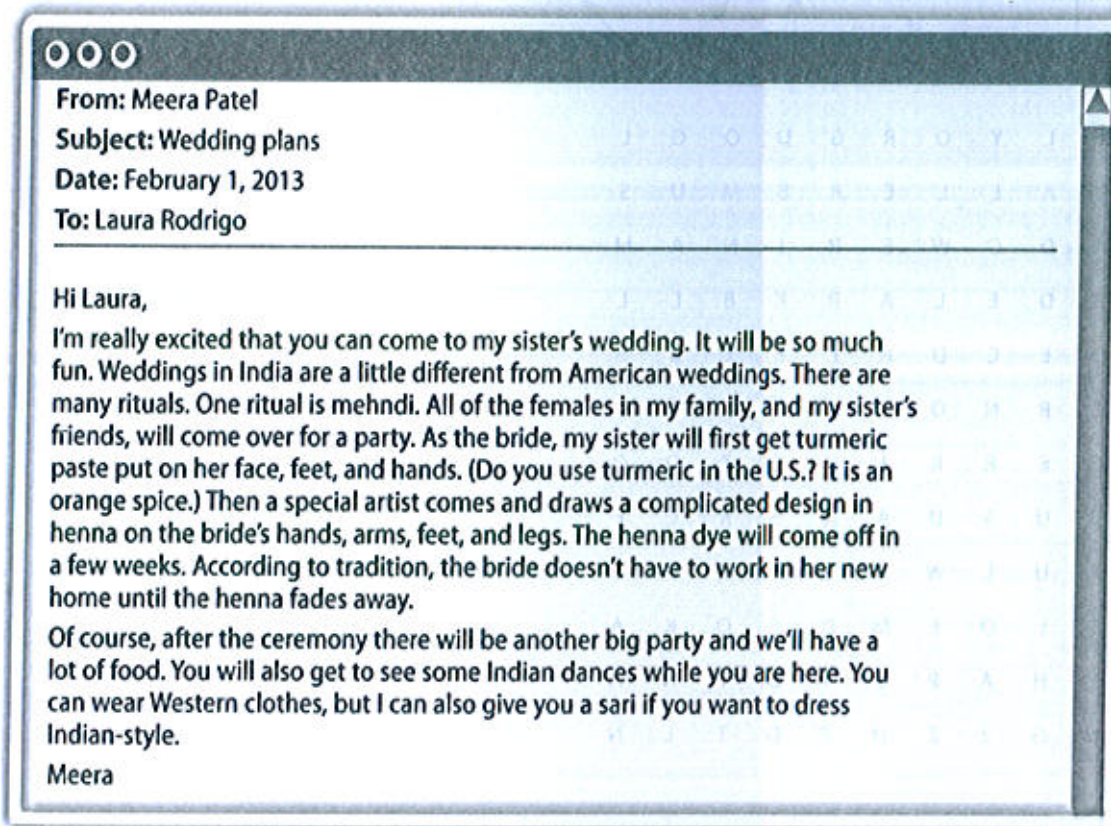 From: Meera Patel
Subject: Wedding plans
Date: February 1, 2013
To: Laura Rodrigo
Hi Laura,
I'm really excited that you can come to my sister's wedding. It will be so much
fun. Weddings in India are a little different from American weddings. There are
many rituals. One ritual is mehndi. All of the females in my family, and my sister's
friends, will come over for a party. As the bride, my sister will first get turmeric
paste put on her face, feet, and hands. (Do you use turmeric in the U.S.? It is an
orange spice.) Then a special artist comes and draws a complicated design in
henna on the bride's hands, arms, feet, and legs. The henna dye will come off in
a few weeks. According to tradition, the bride doesn't have to work in her new
home until the henna fades away.
Of course, after the ceremony there will be another big party and we'll have a
lot of food. You will also get to see some Indian dances while you are here. You
can wear Western clothes, but I can also give you a sari if you want to dress
Indian-style.
Meera